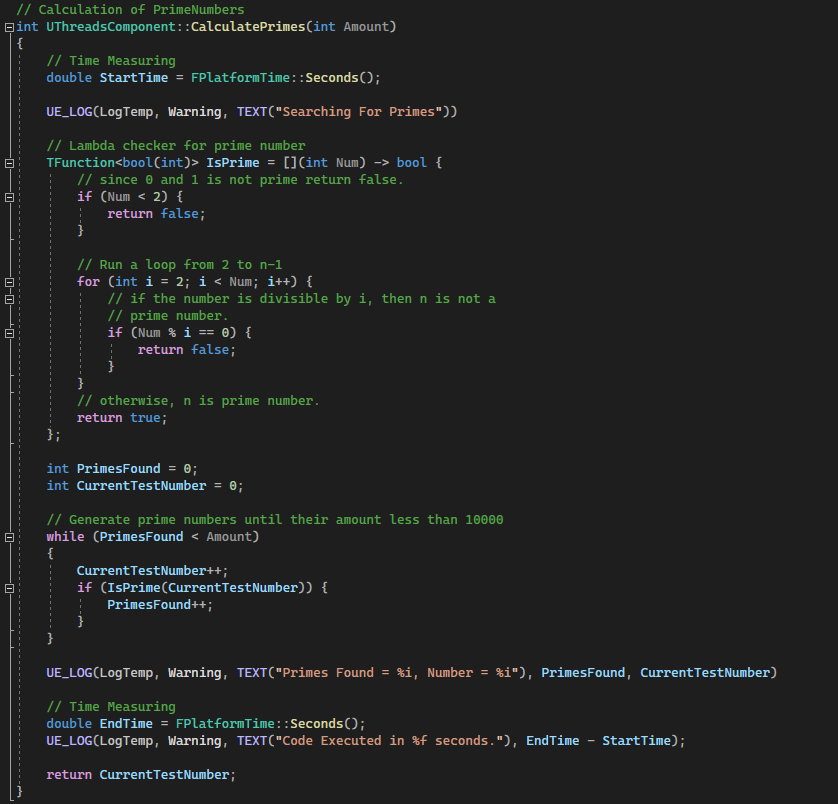 // Calculation of PrimeNumbers
int UThreadsComponent::CalculatePrimes(int Amount)
{
    // Time Measuring
    double StartTime = FPlatformTime::Seconds();

    UE_LOG(LogTemp, Warning, TEXT("Searching For Primes"))

    // Lambda checker for prime number
    TFunction<bool(int)> IsPrime = [](int Num) -> bool {
        // since 0 and 1 is not prime return false.
        if (Num < 2) {
            return false;
        }

        // Run a loop from 2 to n-1
        for (int i = 2; i < Num; i++) {
            // if the number is divisible by i, then n is not a
            // prime number.
            if (Num % i == 0) {
                return false;
            }
        }
        // otherwise, n is prime number.
        return true;
    };

    int PrimesFound = 0;
    int CurrentTestNumber = 0;

    // Generate prime numbers until their amount less than 10000
    while (PrimesFound < Amount)
    {
        CurrentTestNumber++;
        if (IsPrime(CurrentTestNumber)) {
            PrimesFound++;
        }
    }

    UE_LOG(LogTemp, Warning, TEXT("Primes Found = %i, Number = %i"), PrimesFound, CurrentTestNumber)

    // Time Measuring
    double EndTime = FPlatformTime::Seconds();
    UE_LOG(LogTemp, Warning, TEXT("Code Executed in %f seconds."), EndTime - StartTime);

    return CurrentTestNumber;
}